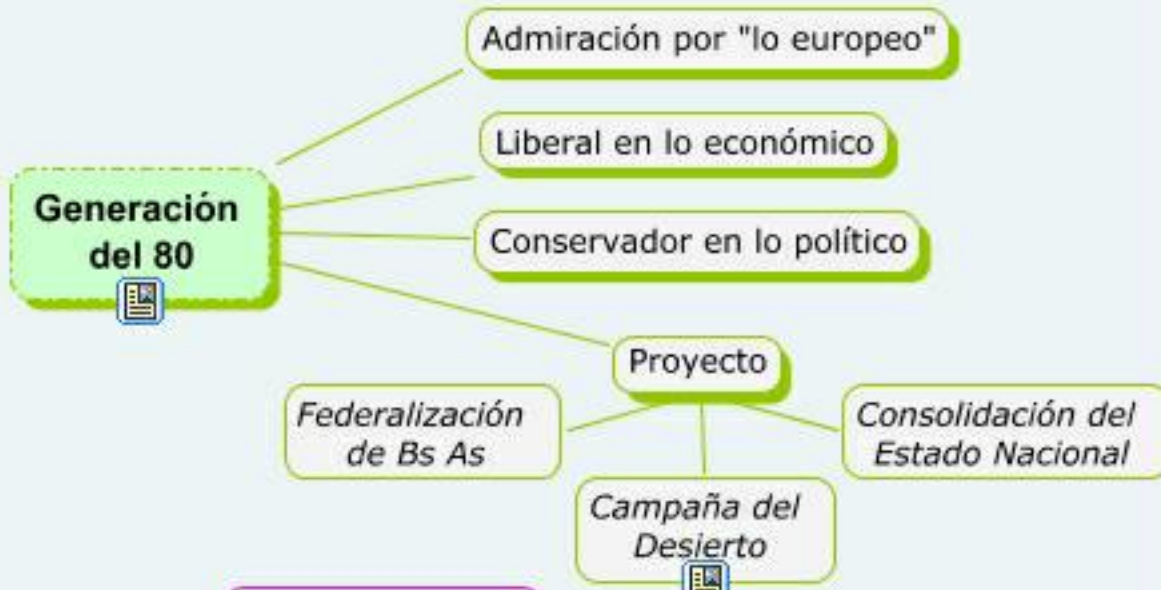 Admiración por "lo europeo"
Liberal en lo económico
Generación
del 80
Conservador en lo político
Proyecto
Federalización
de Bs As
Consolidación del
Estado Nacional
Campaña del
Desierto